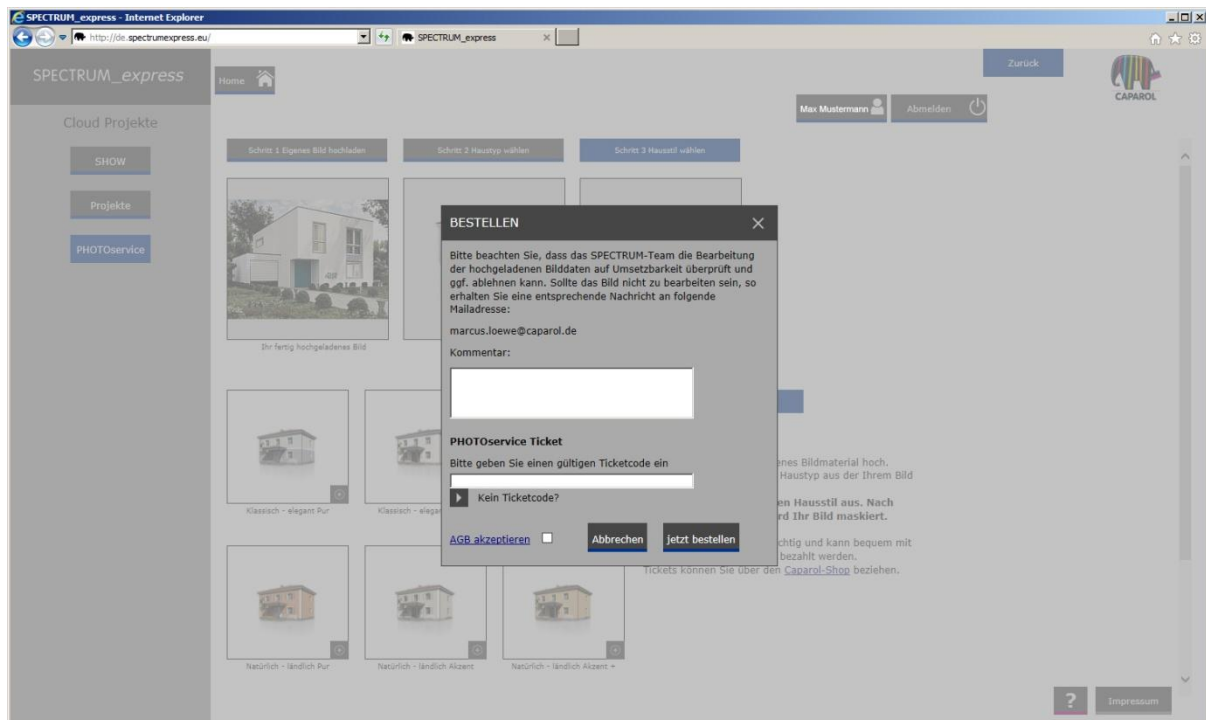 SPECTRUM_express - Internet Explorer
http://de.spectrumexpress.eu/
SPECTRUM_express
SPECTRUM_express
Home
Zurück
CAPAROL
Max Mustermann
Abmelden
Cloud Projekte
SHOW
Projekte
PHOTOservice
Schritt 1 Eigenes Bild hochladen
Schritt 2 Haustyp wählen
Schritt 3 Hausstil wählen
Ihr fertig hochgeladenes Bild
BESTELLEN
Bitte beachten Sie, dass das SPECTRUM-Team die Bearbeitung
der hochgeladenen Bilddaten auf Umsetzbarkeit überprüft und
ggf. ablehnen kann. Sollte das Bild nicht zu bearbeiten sein, so
erhalten Sie eine entsprechende Nachricht an folgende
Mailadresse:
marcus.loewe@caparol.de
Kommentar:
PHOTOservice Ticket
Bitte geben Sie einen gültigen Ticketcode ein
Kein Ticketcode?
AGB akzeptieren
Abbrechen
jetzt bestellen
enes Bildmaterial hoch.
Haustyp aus der Ihrem Bild
en Hausstil aus. Nach
rd Ihr Bild maskiert.
chtig und kann bequem mit
bezahlt werden.
Tickets können Sie über den Caparol-Shop beziehen.
Klassisch - elegant Pur
Klassisch - elegan
Natürlich - ländlich Pur
Natürlich - ländlich Akzent
Natürlich - ländlich Akzent +
?
Impressum